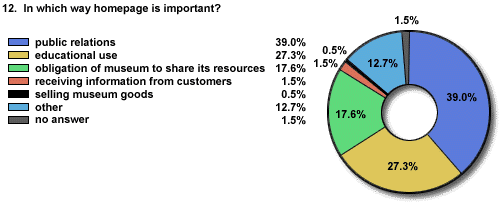 12. In which way homepage is important?
public relations 39.0%
educational use 27.3%
obligation of museum to share its resources 17.6%
receiving information from customers 1.5%
selling museum goods 0.5%
other 12.7%
no answer 1.5%
1.5%
0.5%
1.5%
12.7%
39.0%
17.6%
27.3%